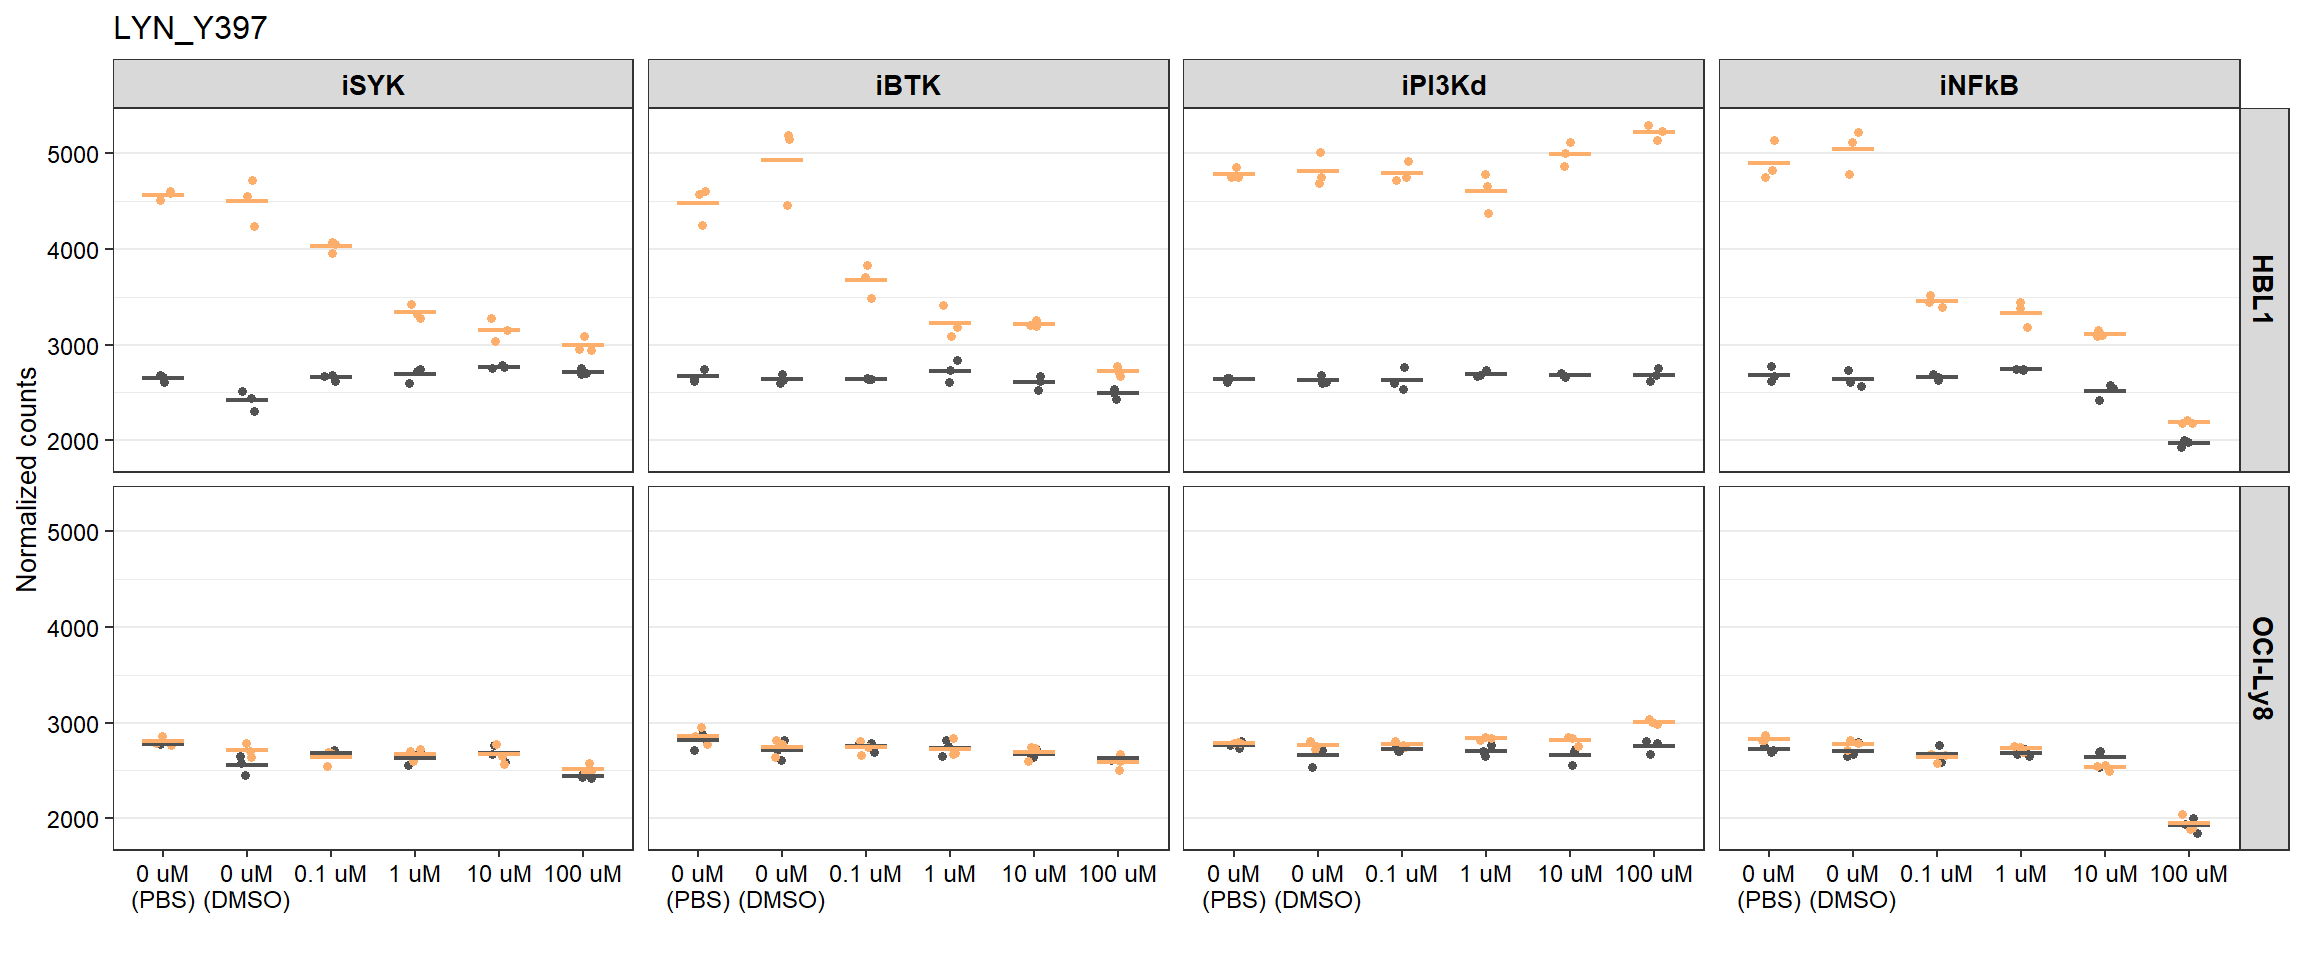 LYN_Y397
iSYK iBTK iPI3Kd iNFkB
Normalized counts
5000
4000
3000
2000
HBL1
5000
4000
3000
2000
OCI-Ly8
0 uM 0 uM 0.1 uM 1 uM 10 uM 100 uM 0 uM 0 uM 0.1 uM 1 uM 10 uM 100 uM 0 uM 0 uM 0.1 uM 1 uM 10 uM 100 uM 0 uM 0 uM 0.1 uM 1 uM 10 uM 100 uM
(PBS) (DMSO) (PBS) (DMSO) (PBS) (DMSO) (PBS) (DMSO)